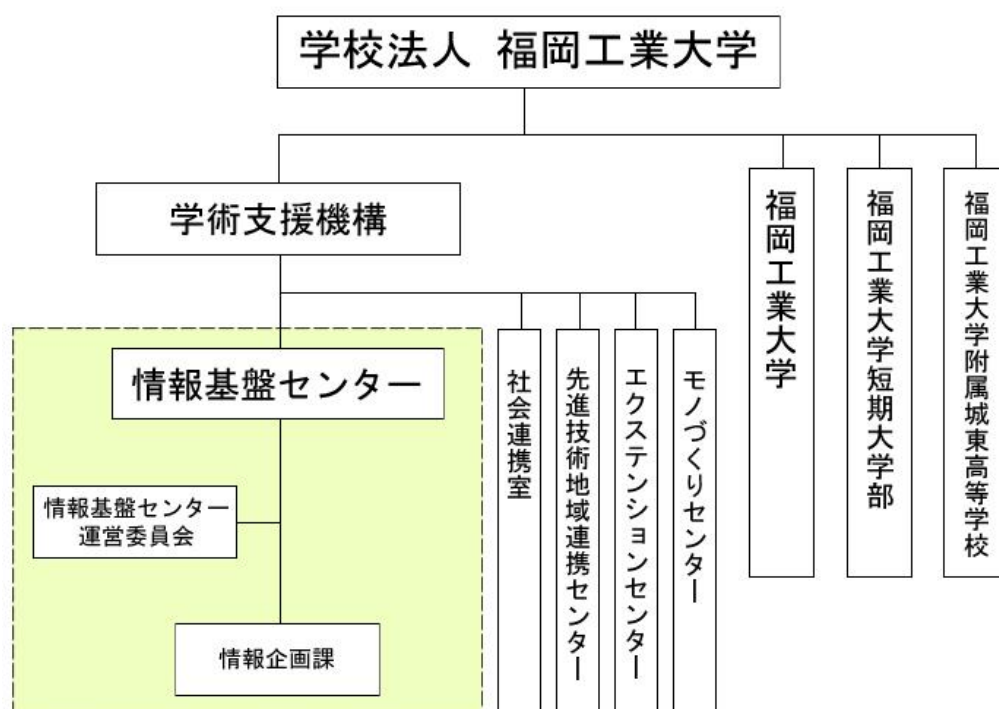 学校法人 福岡工業大学
学術支援機構
福岡工業大学
福岡工業大学短期大学部
福岡工業大学附属城東高等学校
情報基盤センター
社会連携室
先進技術地域連携センター
エクステンションセンター
モノづくりセンター
情報基盤センター
運営委員会
情報企画課